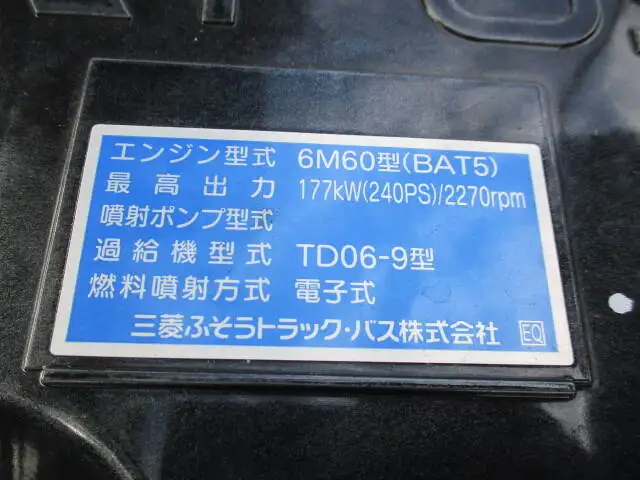 エンジン型式 6M60型(BAT5)
最高出力 177kW(240PS)/2270rpm
噴射ポンプ型式
過給機型式 TD06-9型
燃料噴射方式 電子式
三菱ふそうトラック・バス株式会社 EQ